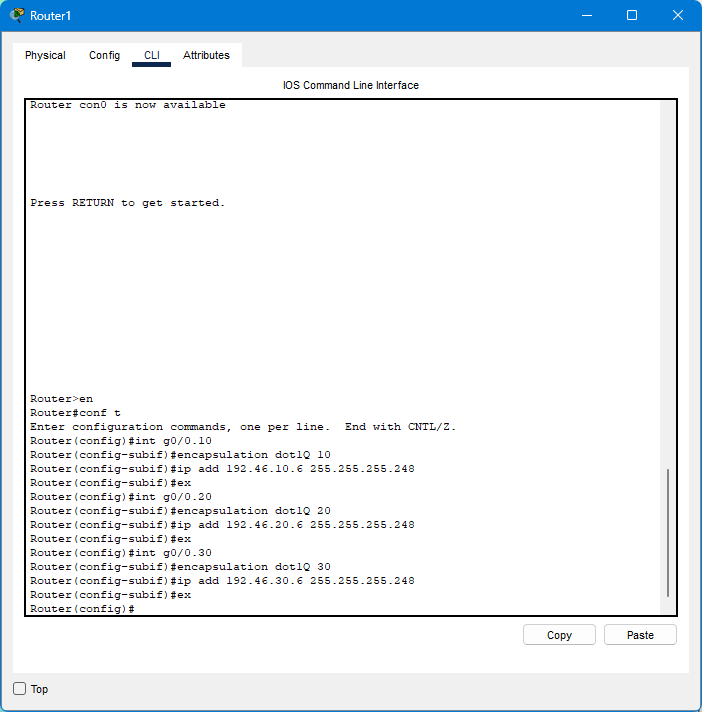 Router1
Physical Config CLI Attributes
IOS Command Line Interface
Router con0 is now available
Press RETURN to get started.
Router>en
Router#conf t
Enter configuration commands, one per line.  End with CNTL/Z.
Router(config)#int g0/0.10
Router(config-subif)#encapsulation dot1Q 10
Router(config-subif)#ip add 192.46.10.6 255.255.255.248
Router(config-subif)#ex
Router(config)#int g0/0.20
Router(config-subif)#encapsulation dot1Q 20
Router(config-subif)#ip add 192.46.20.6 255.255.255.248
Router(config-subif)#ex
Router(config)#int g0/0.30
Router(config-subif)#encapsulation dot1Q 30
Router(config-subif)#ip add 192.46.30.6 255.255.255.248
Router(config-subif)#ex
Router(config)#
Copy Paste
Top